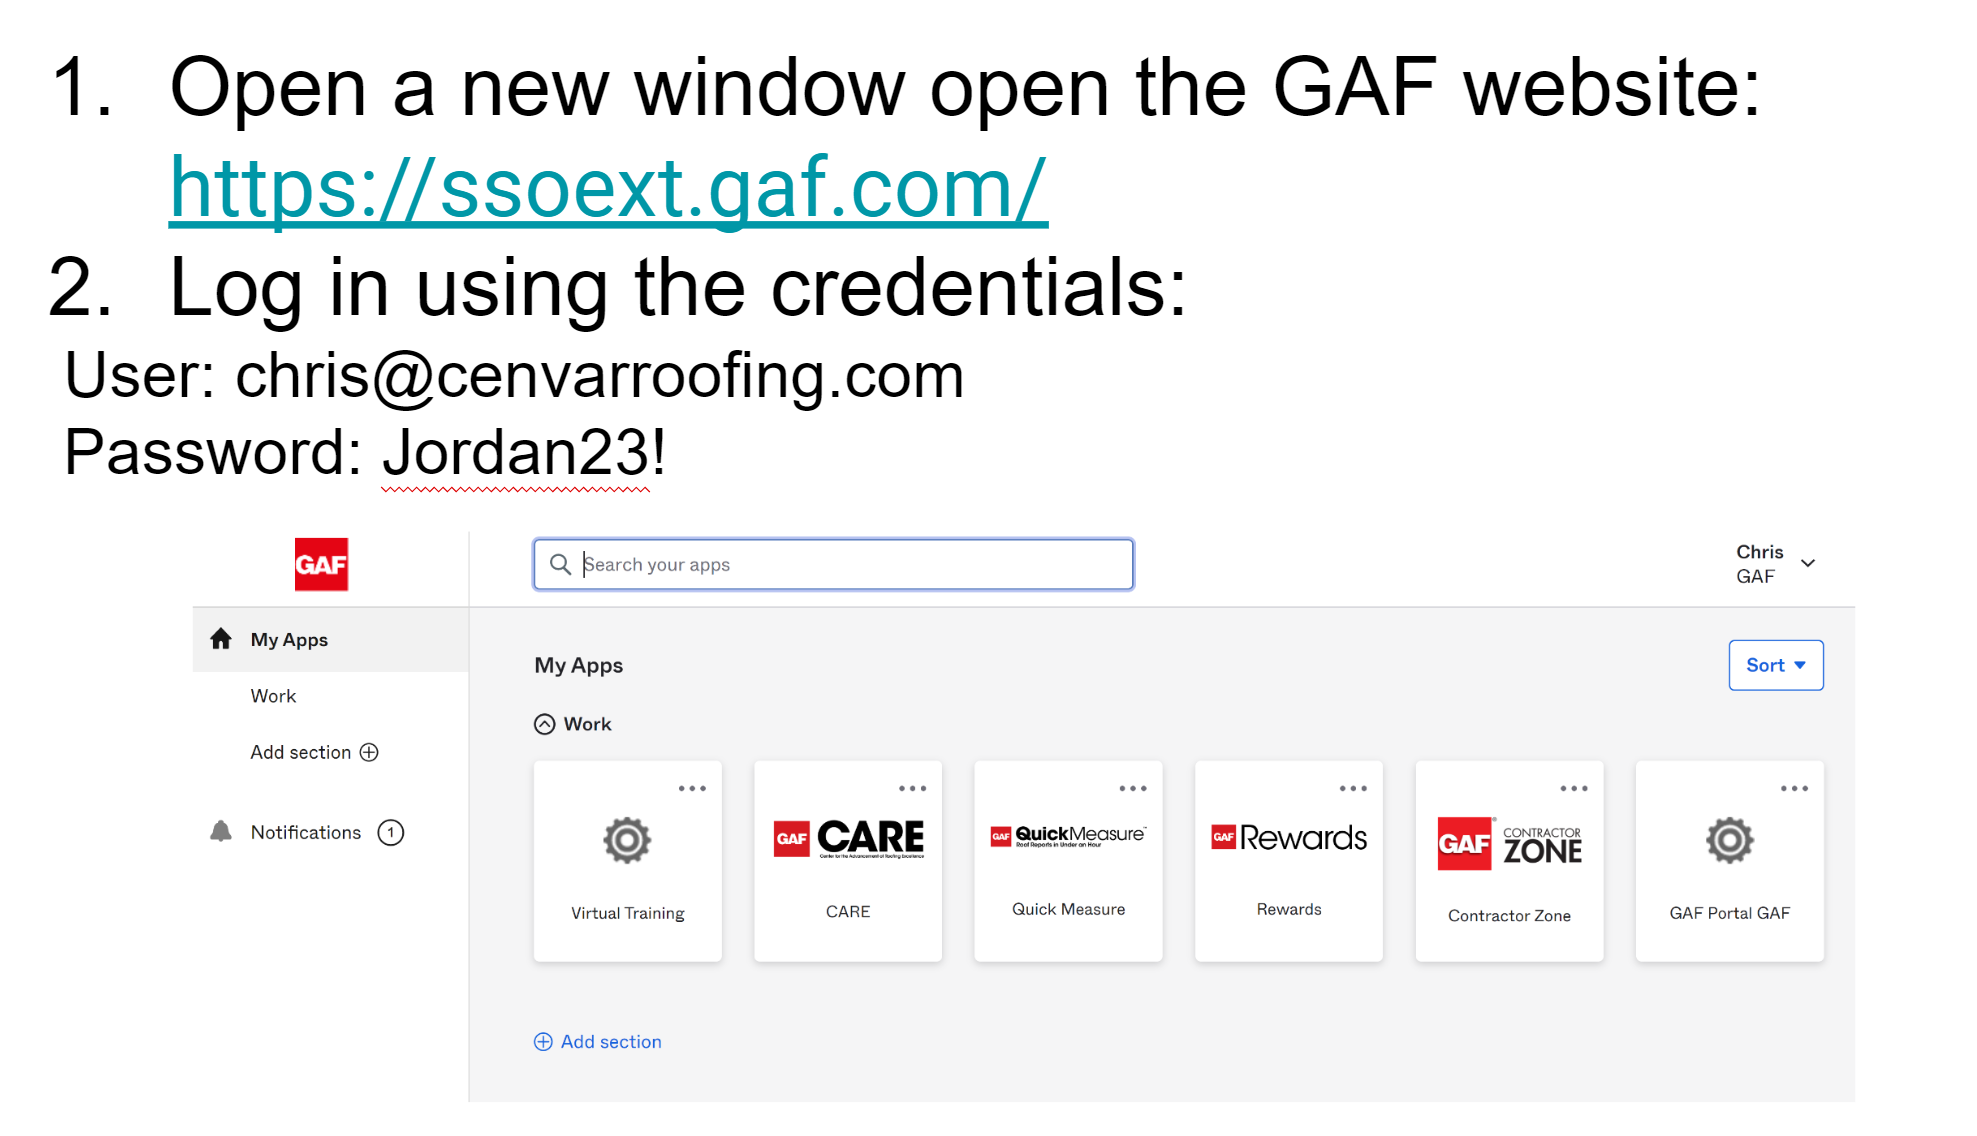 1. Open a new window open the GAF website:
https://ssoext.gaf.com/
2. Log in using the credentials:
User: chris@cenvarroofing.com
Password: Jordan23!
GAF
Search your apps
Chris
GAF
My Apps
Work
Add section
Notifications 1
My Apps
Sort
Work
GAF CARE
Center for the Advancement of Roofing Excellence
GAF QuickMeasure™
Roof Reports in Under an Hour
GAF Rewards
GAF® CONTRACTOR ZONE
Virtual Training
CARE
Quick Measure
Rewards
Contractor Zone
GAF Portal GAF
Add section